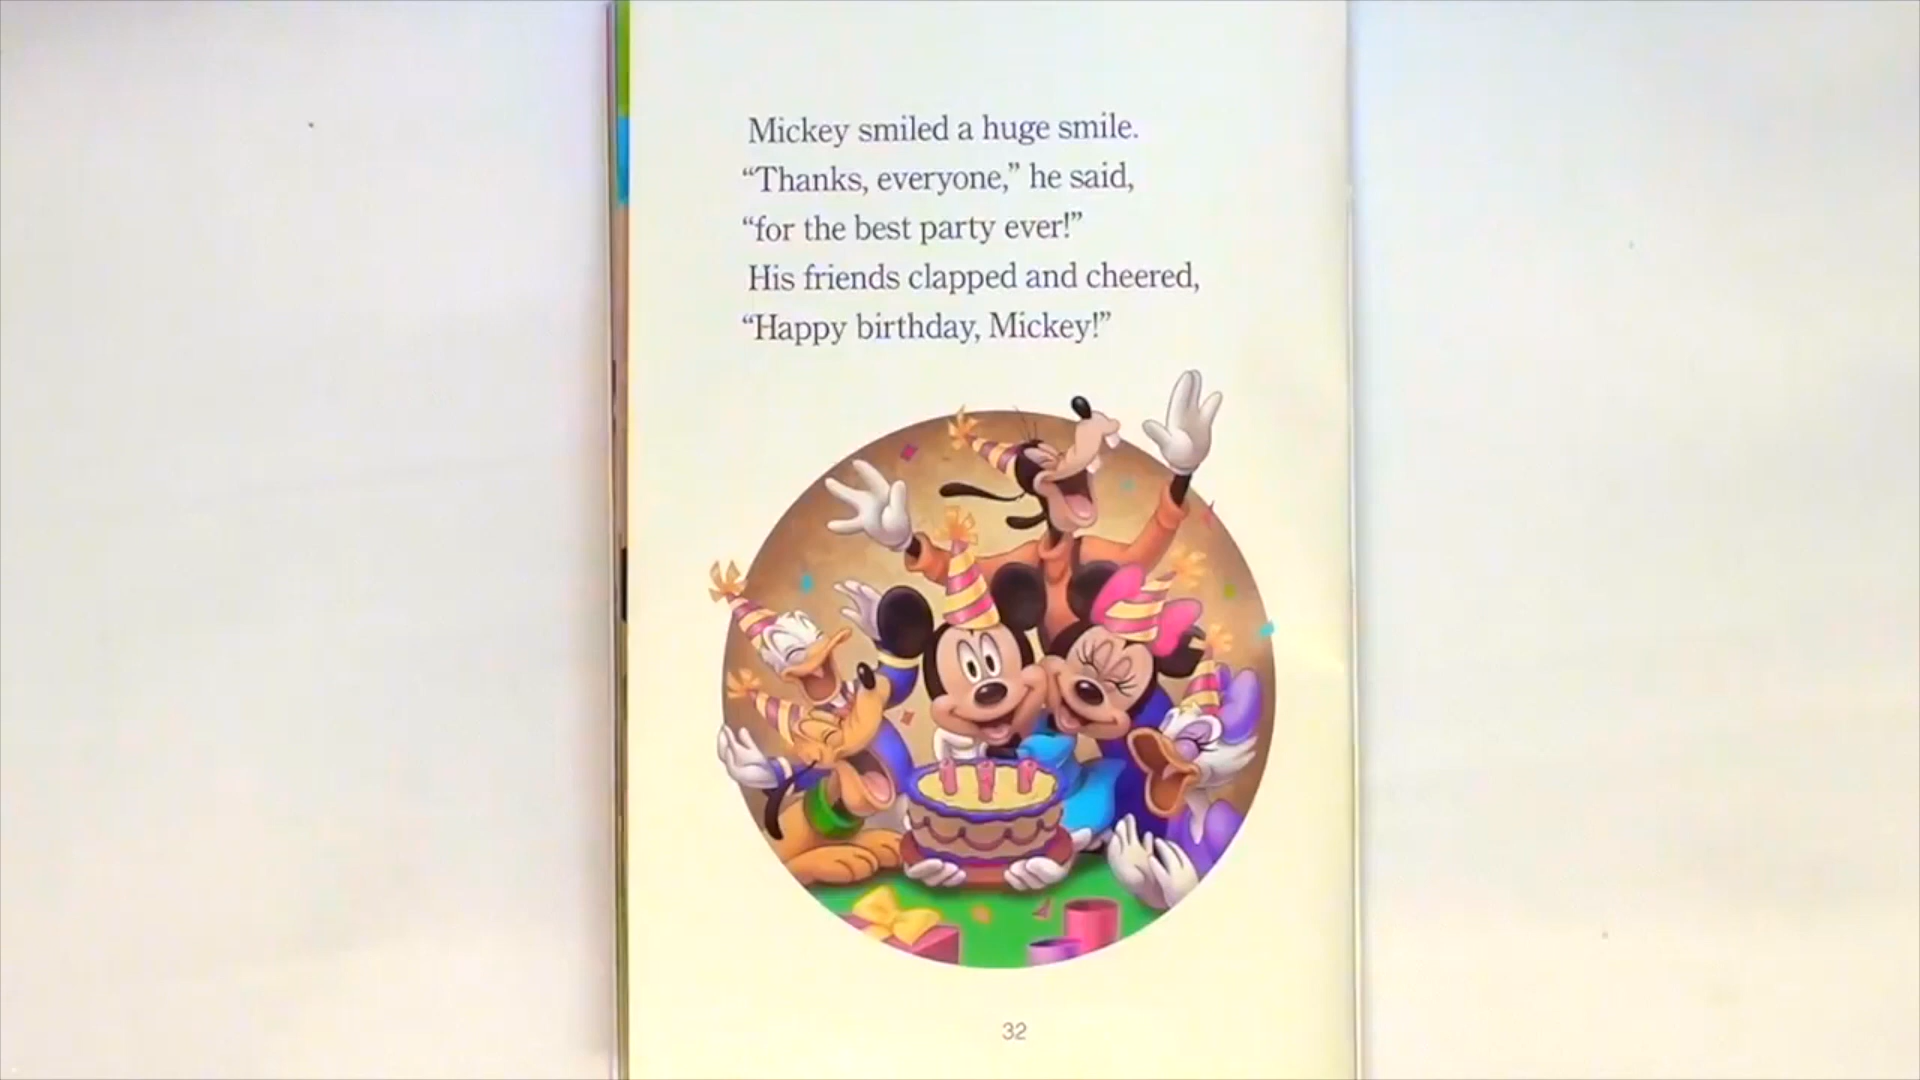 Mickey smiled a huge smile.
“Thanks, everyone,” he said,
“for the best party ever!”
His friends clapped and cheered,
“Happy birthday, Mickey!”
32